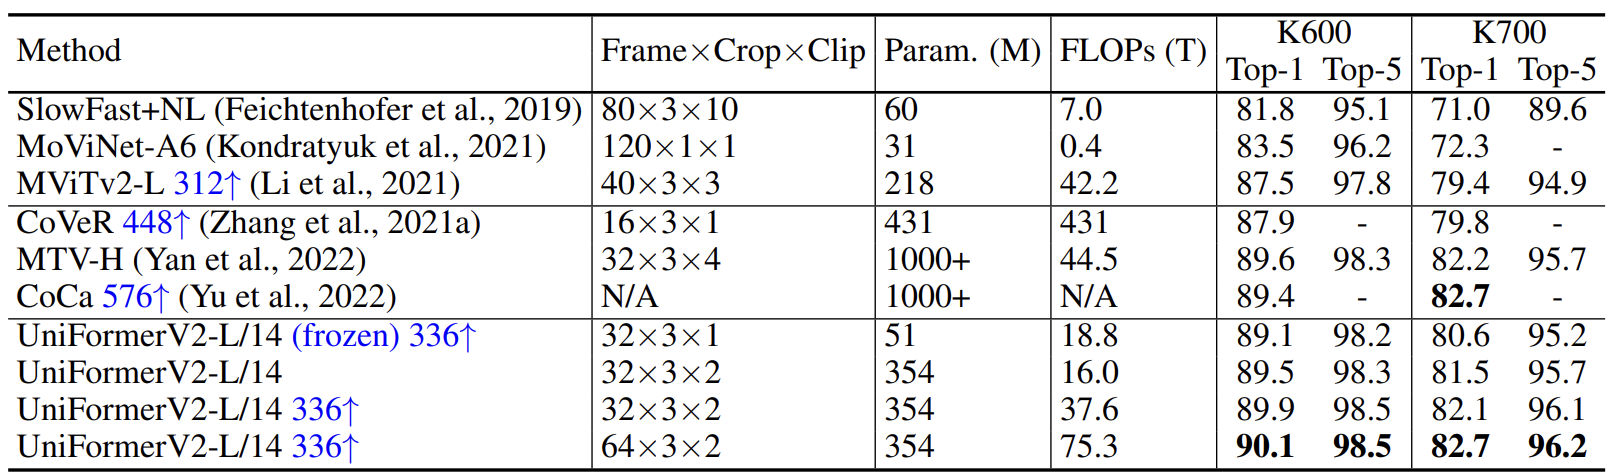 Method Frame×Crop×Clip Param. (M) FLOPs (T) K600 K700
Top-1 Top-5 Top-1 Top-5
SlowFast+NL (Feichtenhofer et al., 2019) 80×3×10 60 7.0 81.8 95.1 71.0 89.6
MoViNet-A6 (Kondratyuk et al., 2021) 120×1×1 31 0.4 83.5 96.2 72.3 -
MViTv2-L 312↑ (Li et al., 2021) 40×3×3 218 42.2 87.5 97.8 79.4 94.9
CoVeR 448↑ (Zhang et al., 2021a) 16×3×1 431 431 87.9 - 79.8 -
MTV-H (Yan et al., 2022) 32×3×4 1000+ 44.5 89.6 98.3 82.2 95.7
CoCa 576↑ (Yu et al., 2022) N/A 1000+ N/A 89.4 - 82.7 -
UniFormerV2-L/14 (frozen) 336↑ 32×3×1 51 18.8 89.1 98.2 80.6 95.2
UniFormerV2-L/14 32×3×2 354 16.0 89.5 98.3 81.5 95.7
UniFormerV2-L/14 336↑ 32×3×2 354 37.6 89.9 98.5 82.1 96.1
UniFormerV2-L/14 336↑ 64×3×2 354 75.3 90.1 98.5 82.7 96.2